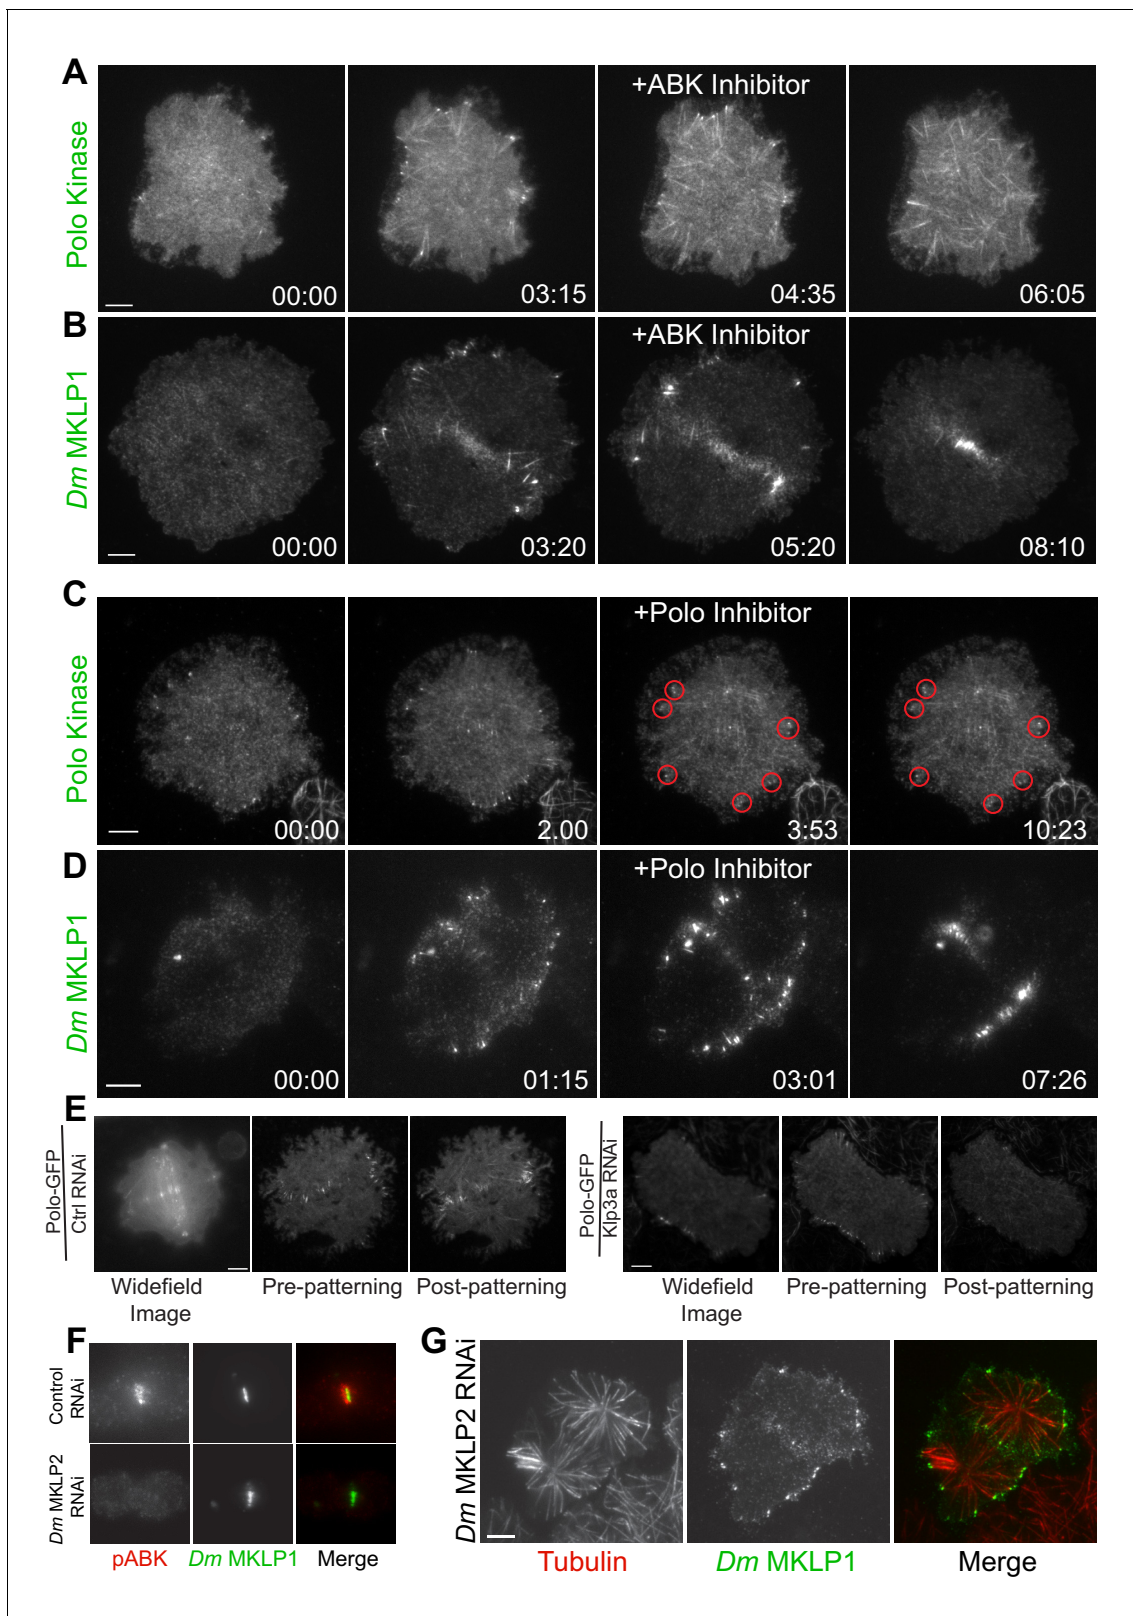 A
Polo Kinase
+ABK Inhibitor
00:00
03:15
04:35
06:05
B
Dm MKLP1
+ABK Inhibitor
00:00
03:20
05:20
08:10
C
Polo Kinase
+Polo Inhibitor
00:00
2.00
3:53
10:23
D
Dm MKLP1
+Polo Inhibitor
00:00
01:15
03:01
07:26
E
Polo-GFP
Ctrl RNAi
Widefield
Image
Pre-patterning
Post-patterning
Polo-GFP
Klp3a RNAi
Widefield
Image
Pre-patterning
Post-patterning
F
Control
RNAi
Dm MKLP2
RNAi
pABK
Dm MKLP1
Merge
G
Dm MKLP2 RNAi
Tubulin
Dm MKLP1
Merge